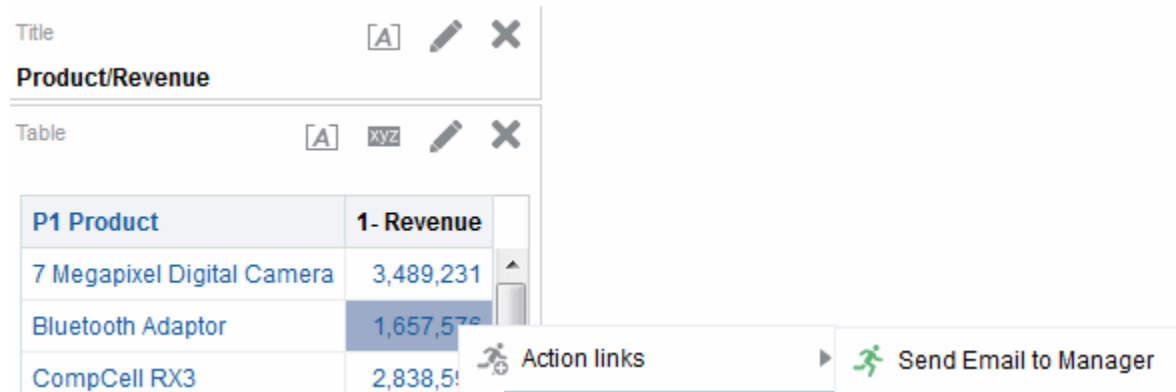 Title
[A]
Product/Revenue
Table
[A] xyz
P1 Product 1- Revenue
7 Megapixel Digital Camera 3,489,231
Bluetooth Adaptor
Action links Send Email to Manager
CompCell RX3